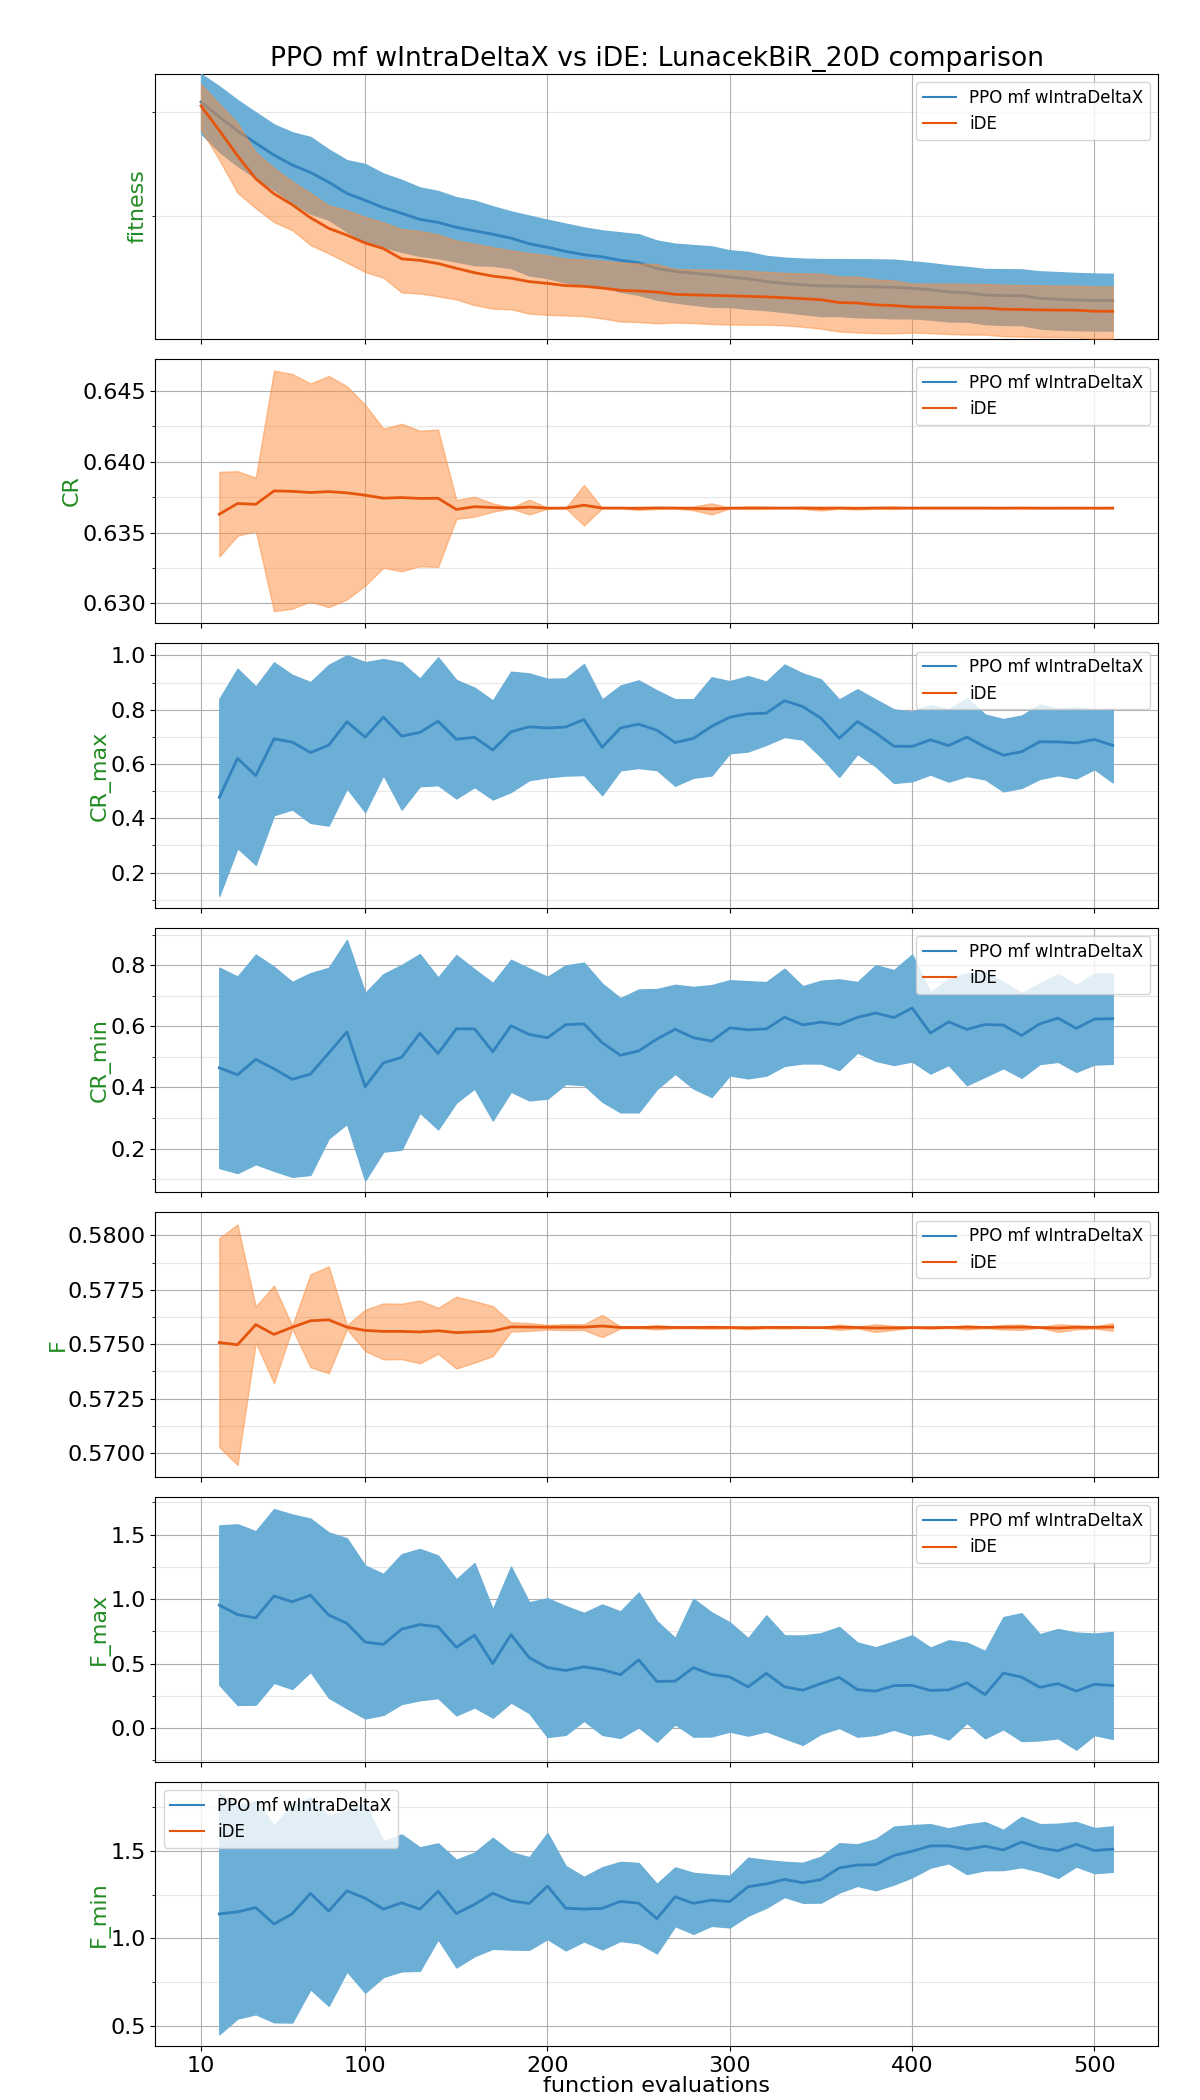 PPO mf wIntraDeltaX vs iDE: LunacekBiR_20D comparison
fitness
PPO mf wIntraDeltaX
iDE
CR
0.645
0.640
0.635
0.630
PPO mf wIntraDeltaX
iDE
CR_max
1.0
0.8
0.6
0.4
0.2
PPO mf wIntraDeltaX
iDE
CR_min
0.8
0.6
0.4
0.2
PPO mf wIntraDeltaX
iDE
F
0.5800
0.5775
0.5750
0.5725
0.5700
PPO mf wIntraDeltaX
iDE
F_max
1.5
1.0
0.5
0.0
PPO mf wIntraDeltaX
iDE
F_min
1.5
1.0
0.5
PPO mf wIntraDeltaX
iDE
10 100 200 300 400 500
function evaluations